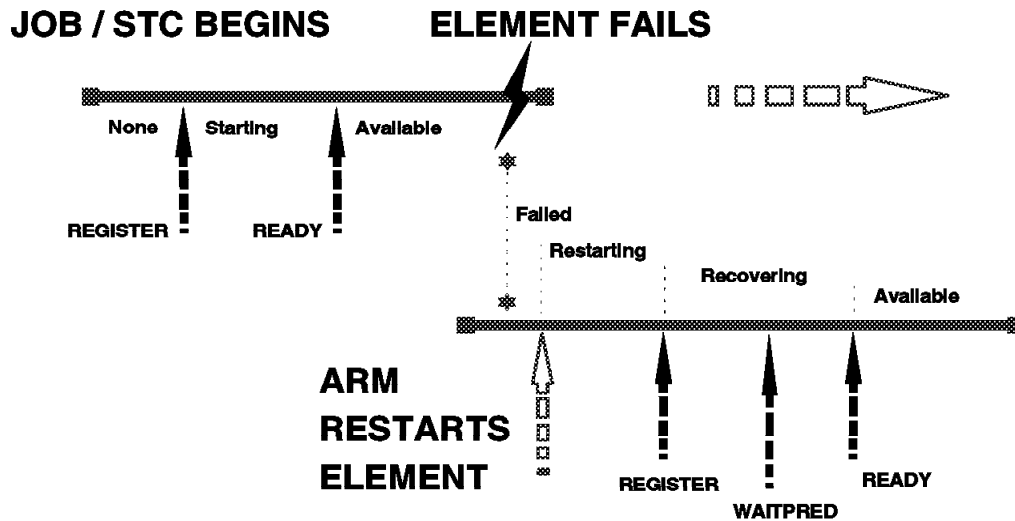 JOB / STC BEGINS
ELEMENT FAILS
None
Starting
Available
REGISTER
READY
Failed
Restarting
Recovering
Available
ARM
RESTARTS
ELEMENT
REGISTER
WAITPRED
READY